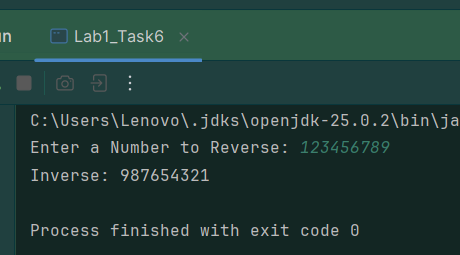 Lab1_Task6
C:\Users\Lenovo\.jdks\openjdk-25.0.2\bin\ja
Enter a Number to Reverse: 123456789
Inverse: 987654321
Process finished with exit code 0